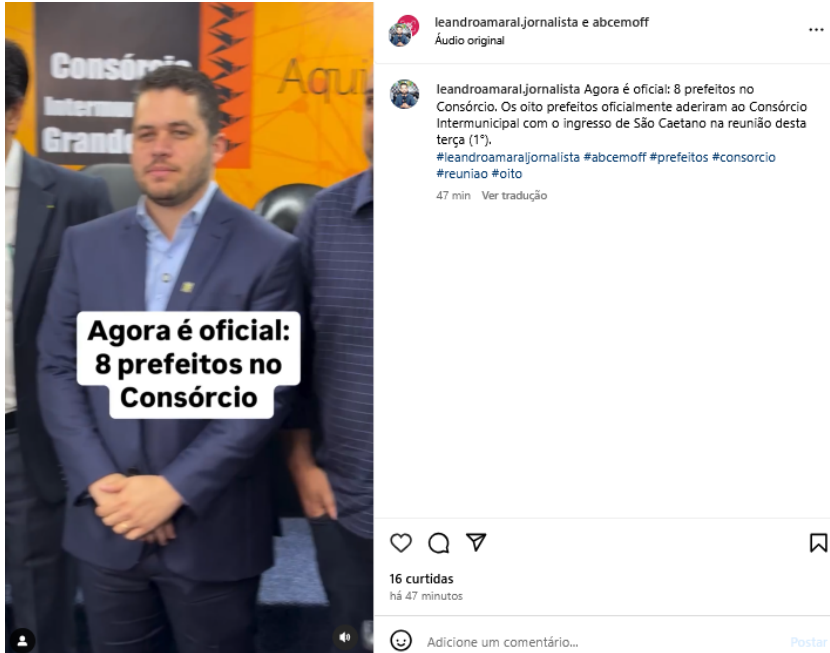 Consórcio
Grande
Aqui
Agora é oficial:
8 prefeitos no
Consórcio
leandroamaral.jornalista e abcemoff
Áudio original
leandroamaral.jornalista Agora é oficial: 8 prefeitos no
Consórcio. Os oito prefeitos oficialmente aderiram ao Consórcio
Intermunicipal com o ingresso de São Caetano na reunião desta
terça (1°).
#leandroamaraljornalista #abcemoff #prefeitos #consorcio
#reuniao #oito
47 min Ver tradução
16 curtidas
há 47 minutos
Adicione um comentário...
Postar